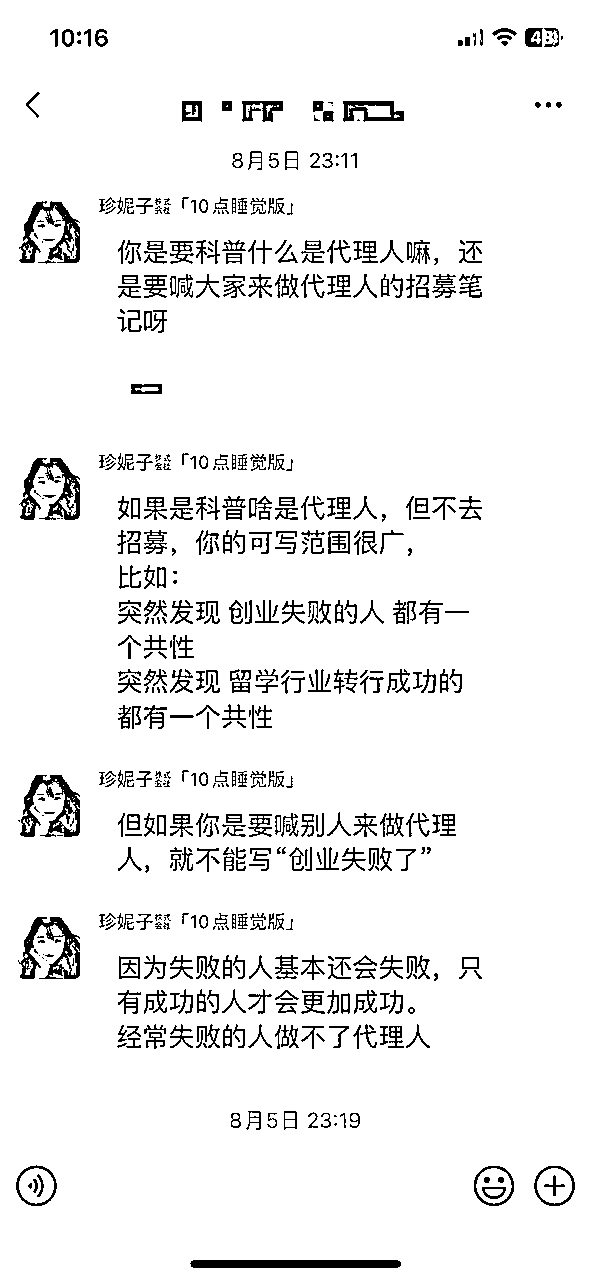 10:16
8月5日 23:11
珍妮子「10点睡觉版」
你是要科普什么是代理人嘛，还
是要喊大家来做代理人的招募笔
记呀
珍妮子「10点睡觉版」
如果是科普啥是代理人，但不去
招募，你的可写范围很广，
比如：
突然发现 创业失败的人 都有一
个共性
突然发现 留学行业转行成功的
都有一个共性
珍妮子「10点睡觉版」
但如果你是要喊别人来做代理
人，就不能写“创业失败了”
珍妮子「10点睡觉版」
因为失败的人基本还会失败，只
有成功的人才会更加成功。
经常失败的人做不了代理人
8月5日 23:19